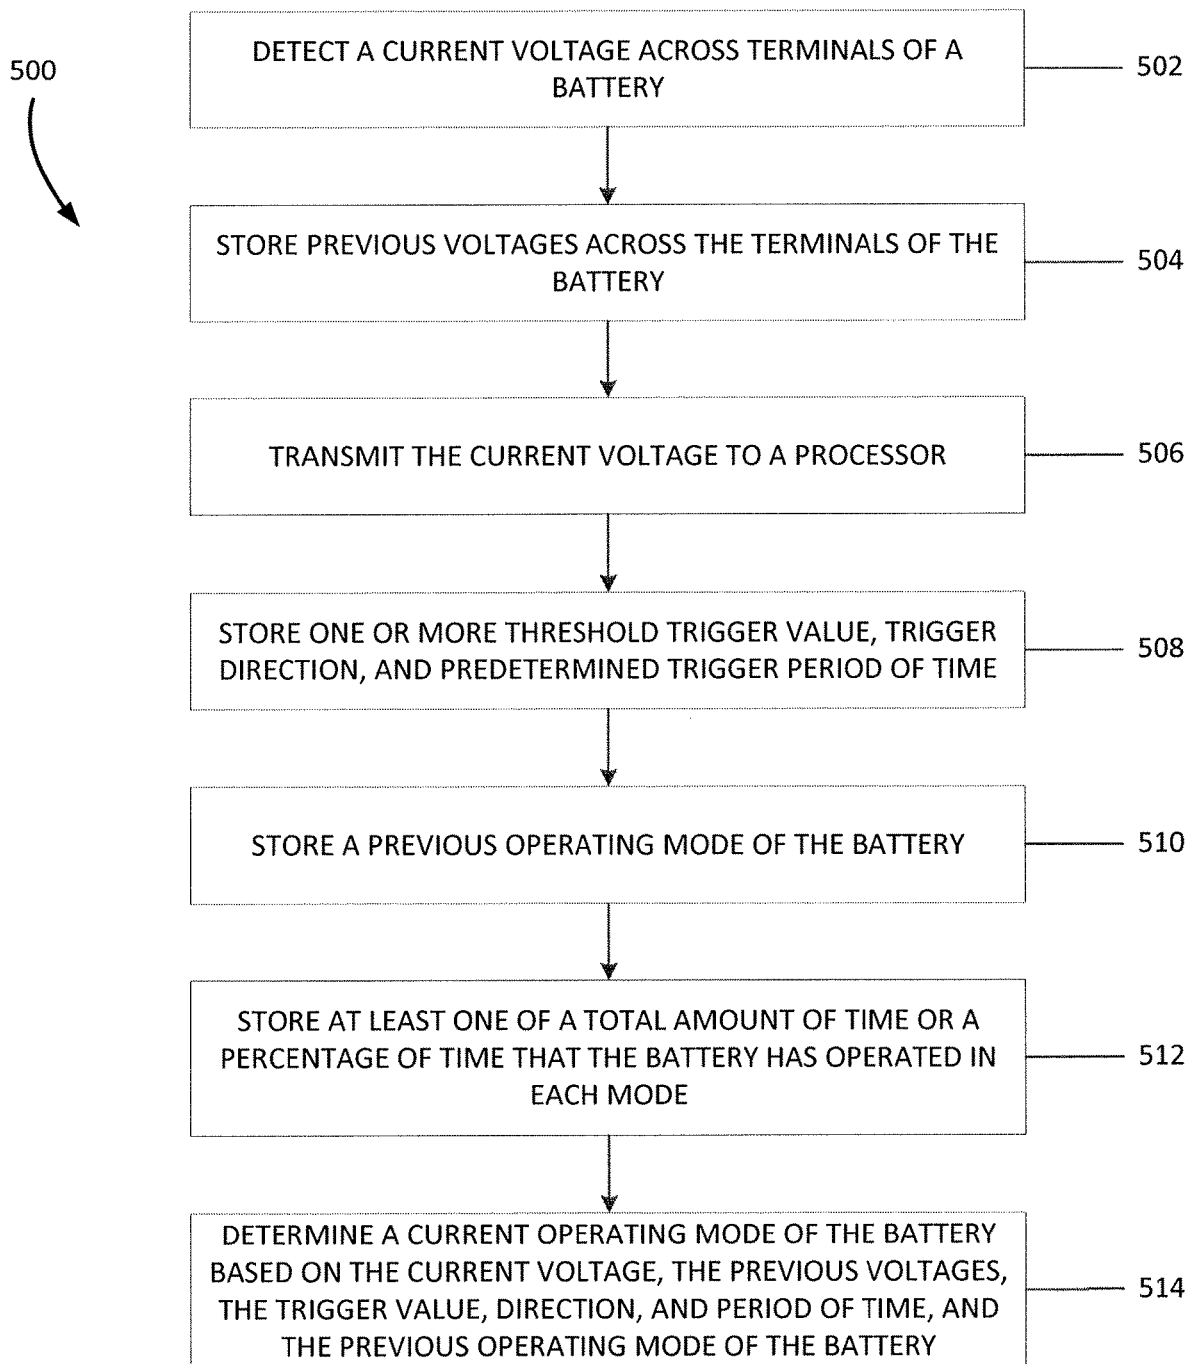 500
DETECT A CURRENT VOLTAGE ACROSS TERMINALS OF A
BATTERY
502
STORE PREVIOUS VOLTAGES ACROSS THE TERMINALS OF THE
BATTERY
504
TRANSMIT THE CURRENT VOLTAGE TO A PROCESSOR
506
STORE ONE OR MORE THRESHOLD TRIGGER VALUE, TRIGGER
DIRECTION, AND PREDETERMINED TRIGGER PERIOD OF TIME
508
STORE A PREVIOUS OPERATING MODE OF THE BATTERY
510
STORE AT LEAST ONE OF A TOTAL AMOUNT OF TIME OR A
PERCENTAGE OF TIME THAT THE BATTERY HAS OPERATED IN
EACH MODE
512
DETERMINE A CURRENT OPERATING MODE OF THE BATTERY
BASED ON THE CURRENT VOLTAGE, THE PREVIOUS VOLTAGES,
THE TRIGGER VALUE, DIRECTION, AND PERIOD OF TIME, AND
THE PREVIOUS OPERATING MODE OF THE BATTERY
514